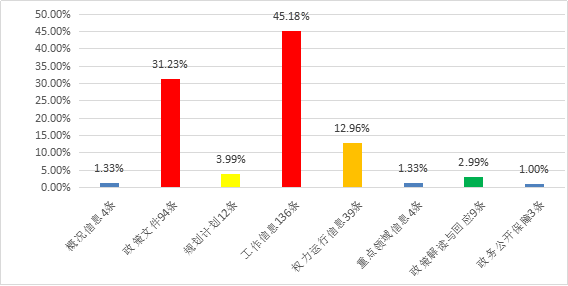 50.00%
45.00%
40.00%
35.00%
30.00%
25.00%
20.00%
15.00%
10.00%
5.00%
0.00%
1.33%
31.23%
3.99%
45.18%
12.96%
1.33%
2.99%
1.00%
概况信息4条
政策文件94条
规划计划12条
工作信息136条
权力运行信息39条
重点领域信息4条
政策解读与回应9条
政务公开保障3条